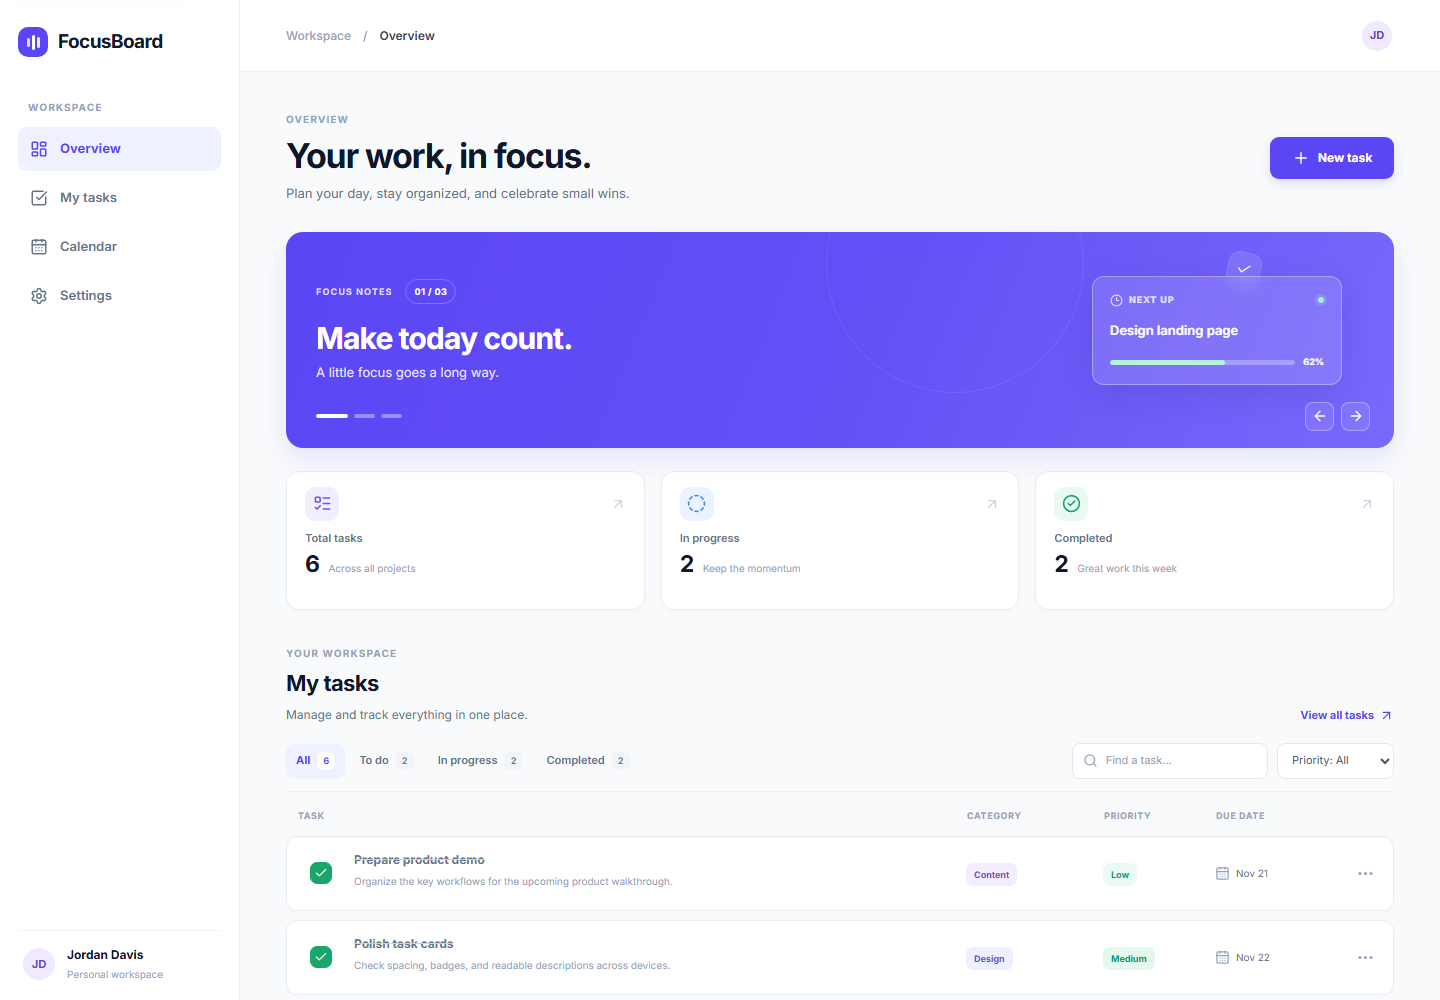 FocusBoard
WORKSPACE
Overview
My tasks
Calendar
Settings
JD
Jordan Davis
Personal workspace
Workspace / Overview
JD
OVERVIEW
Your work, in focus.
Plan your day, stay organized, and celebrate small wins.
New task
FOCUS NOTES 01 / 03
Make today count.
A little focus goes a long way.
NEXT UP
Design landing page
62%
Total tasks
6 Across all projects
In progress
2 Keep the momentum
Completed
2 Great work this week
YOUR WORKSPACE
My tasks
Manage and track everything in one place.
View all tasks
All 6 To do 2 In progress 2 Completed 2
Find a task...
Priority: All
TASK CATEGORY PRIORITY DUE DATE
Prepare product demo
Organize the key workflows for the upcoming product walkthrough.
Content Low Nov 21
Polish task cards
Check spacing, badges, and readable descriptions across devices.
Design Medium Nov 22